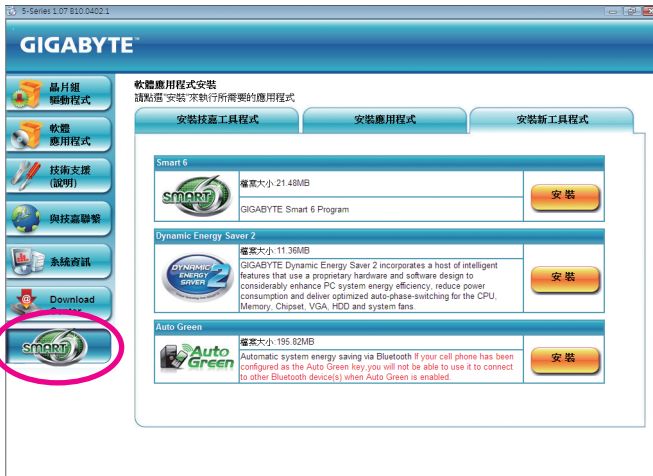 5-Series 1.07 B10.0402.1
GIGABYTE™
晶片組
驅動程式
軟體
應用程式
技術支援
(說明)
與技嘉聯繫
系統資訊
Download
SMART 6
軟體應用程式安裝
請點選"安裝"來執行所需要的應用程式
安裝技嘉工具程式
安裝應用程式
安裝新工具程式
Smart 6
SMART 6
檔案大小:21.48MB
GIGABYTE Smart 6 Program
安裝
Dynamic Energy Saver 2
DYNAMIC
ENERGY
SAVER 2
檔案大小:11.36MB
GIGABYTE Dynamic Energy Saver 2 incorporates a host of intelligent
features that use a proprietary hardware and software design to
considerably enhance PC system energy efficiency, reduce power
consumption and deliver optimized auto-phase-switching for the CPU,
Memory, Chipset, VGA, HDD and system fans.
安裝
Auto Green
Auto
Green
檔案大小:195.82MB
Automatic system energy saving via Bluetooth If your cell phone has been
configured as the Auto Green key,you will not be able to use it to connect
to other Bluetooth device(s) when Auto Green is enabled.
安裝